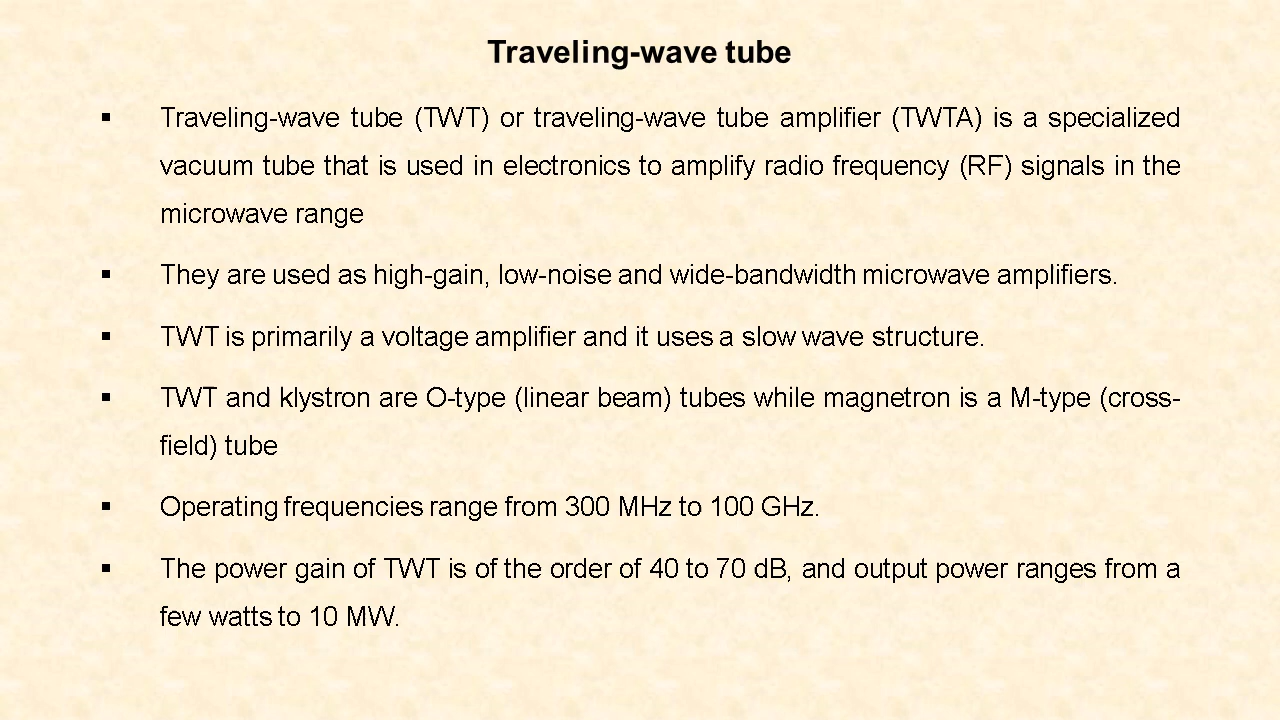 Traveling-wave tube
▪ Traveling-wave tube (TWT) or traveling-wave tube amplifier (TWTA) is a specialized
vacuum tube that is used in electronics to amplify radio frequency (RF) signals in the
microwave range
▪ They are used as high-gain, low-noise and wide-bandwidth microwave amplifiers.
▪ TWT is primarily a voltage amplifier and it uses a slow wave structure.
▪ TWT and klystron are O-type (linear beam) tubes while magnetron is a M-type (cross-
field) tube
▪ Operating frequencies range from 300 MHz to 100 GHz.
▪ The power gain of TWT is of the order of 40 to 70 dB, and output power ranges from a
few watts to 10 MW.